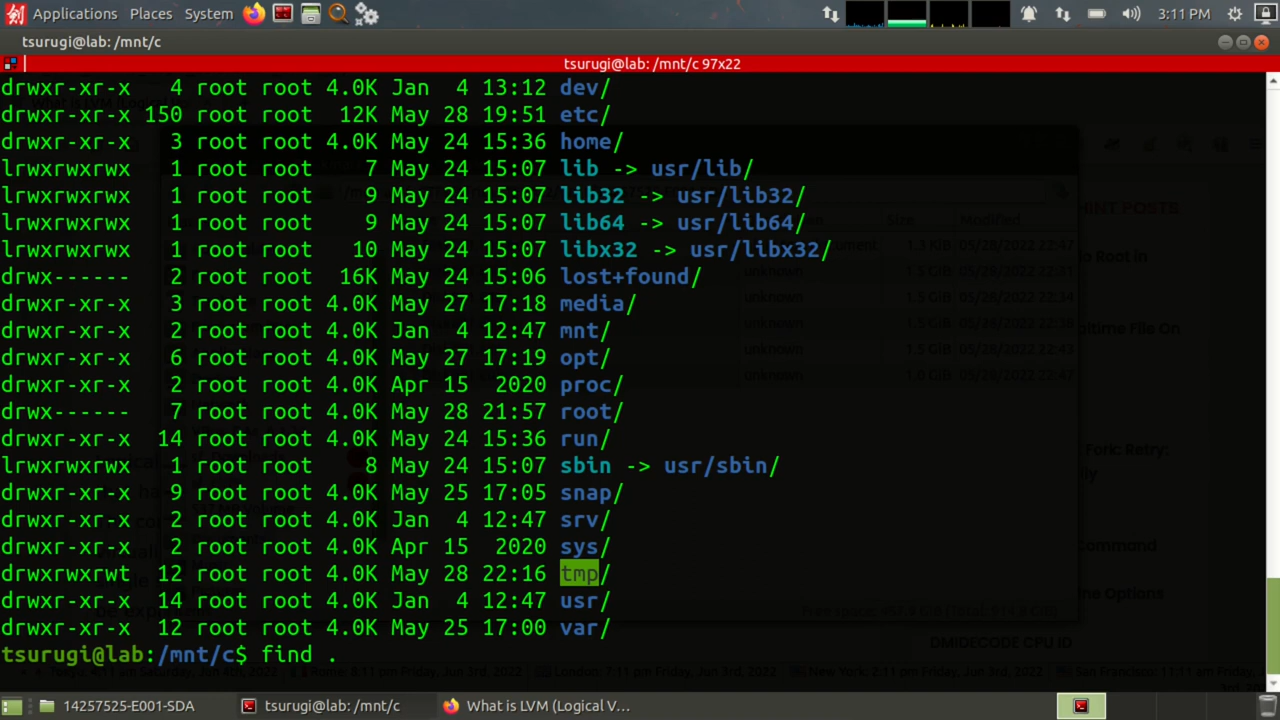 Applications Places System 3:11 PM
tsurugi@lab: /mnt/c
tsurugi@lab: /mnt/c 97x22
drwxr-xr-x 4 root root 4.0K Jan 4 13:12 dev/
drwxr-xr-x 150 root root 12K May 28 19:51 etc/
drwxr-xr-x 3 root root 4.0K May 24 15:36 home/
lrwxrwxrwx 1 root root 7 May 24 15:07 lib -> usr/lib/
lrwxrwxrwx 1 root root 9 May 24 15:07 lib32 -> usr/lib32/
lrwxrwxrwx 1 root root 9 May 24 15:07 lib64 -> usr/lib64/
lrwxrwxrwx 1 root root 10 May 24 15:07 libx32 -> usr/libx32/
drwx------ 2 root root 16K May 24 15:06 lost+found/
drwxr-xr-x 3 root root 4.0K May 27 17:18 media/
drwxr-xr-x 2 root root 4.0K Jan 4 12:47 mnt/
drwxr-xr-x 6 root root 4.0K May 27 17:19 opt/
drwxr-xr-x 2 root root 4.0K Apr 15 2020 proc/
drwx------ 7 root root 4.0K May 28 21:57 root/
drwxr-xr-x 14 root root 4.0K May 24 15:36 run/
lrwxrwxrwx 1 root root 8 May 24 15:07 sbin -> usr/sbin/
drwxr-xr-x 9 root root 4.0K May 25 17:05 snap/
drwxr-xr-x 2 root root 4.0K Jan 4 12:47 srv/
drwxr-xr-x 2 root root 4.0K Apr 15 2020 sys/
drwxrwxrwt 12 root root 4.0K May 28 22:16 tmp/
drwxr-xr-x 14 root root 4.0K Jan 4 12:47 usr/
drwxr-xr-x 12 root root 4.0K May 25 17:00 var/
tsurugi@lab:/mnt/c$ find .
DMIDECODE CPU ID
14257525-E001-SDA tsurugi@lab: /mnt/c What is LVM (Logical V...